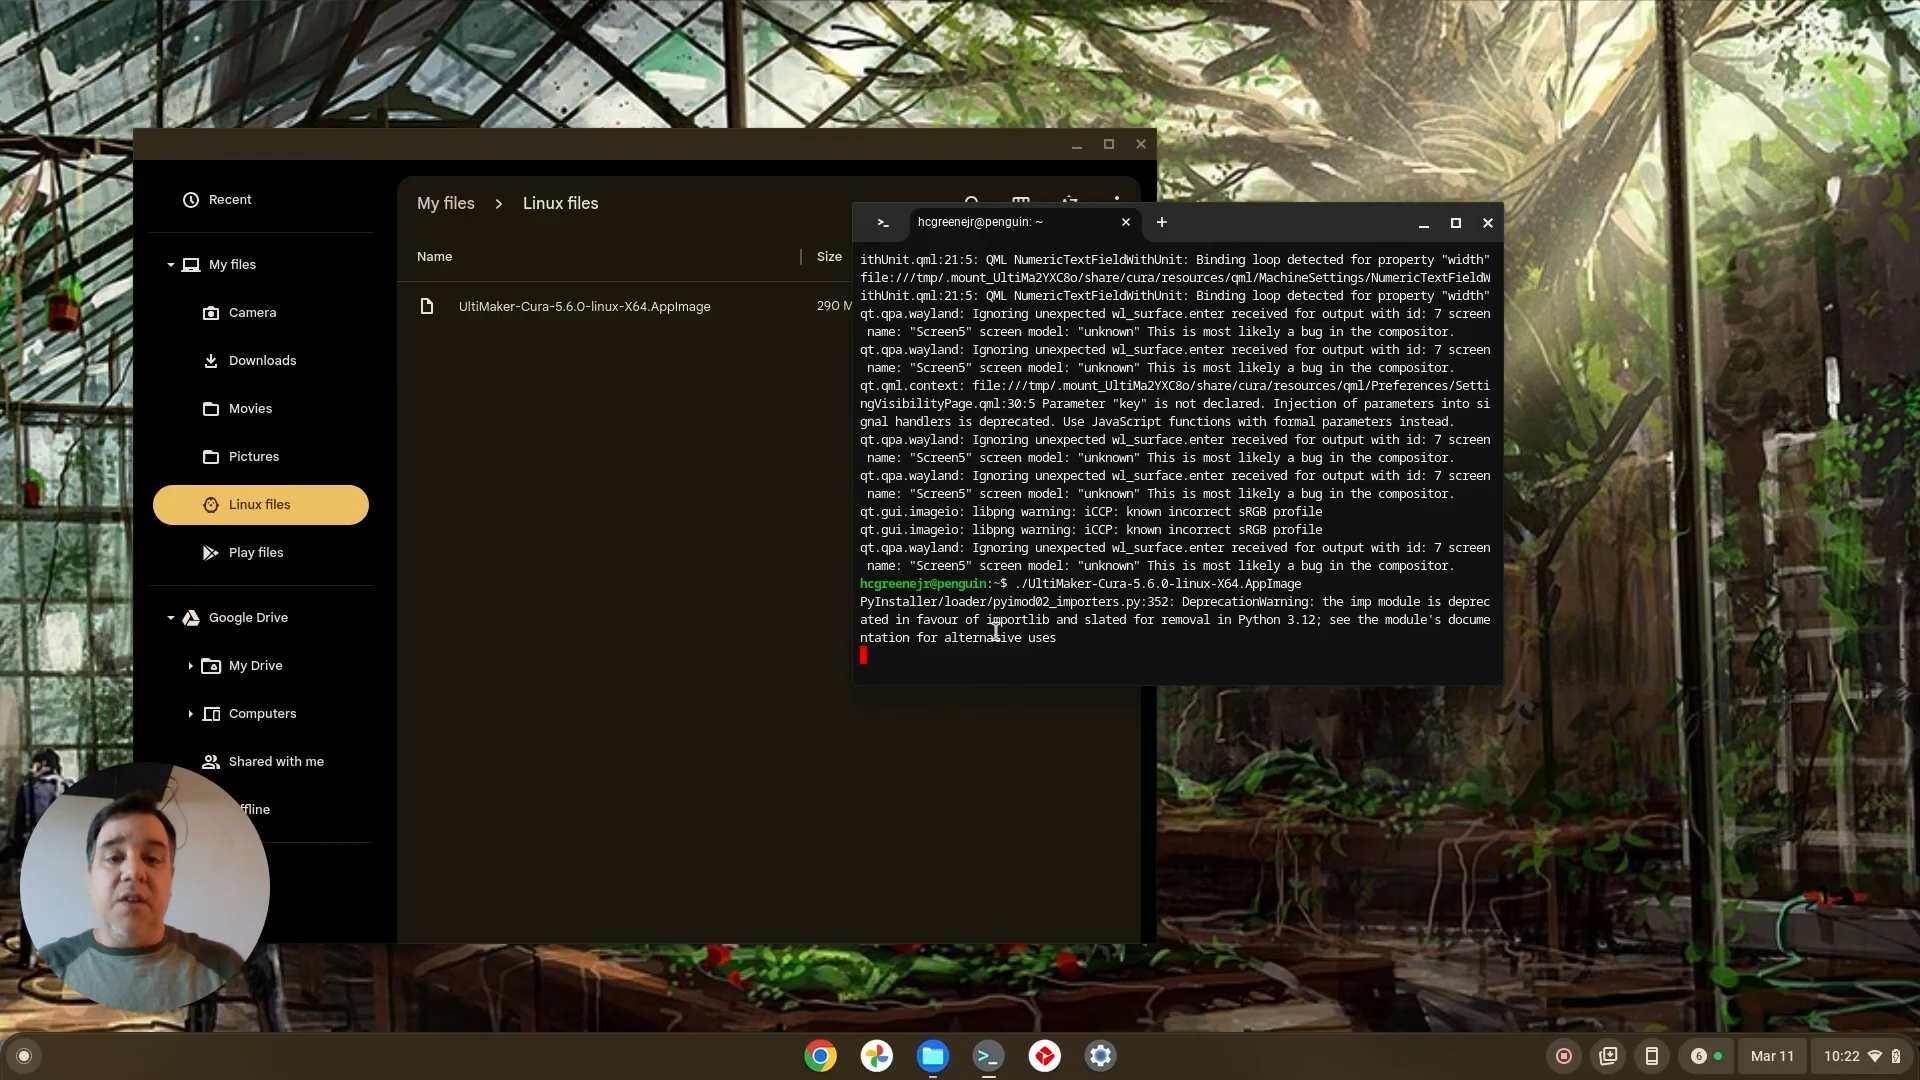 Recent
My files
Camera
Downloads
Movies
Pictures
Linux files
Play files
Google Drive
My Drive
Computers
Shared with me
ffline
My files > Linux files
Name
Size
UltiMaker-Cura-5.6.0-linux-X64.AppImage
290 M
hcgreenejr@penguin: ~
ithUnit.qml:21:5: QML NumericTextFieldWithUnit: Binding loop detected for property "width"
file:///tmp/.mount_UltiMa2YXC8o/share/cura/resources/qml/MachineSettings/NumericTextFieldW
ithUnit.qml:21:5: QML NumericTextFieldWithUnit: Binding loop detected for property "width"
qt.qpa.wayland: Ignoring unexpected wl_surface.enter received for output with id: 7 screen
name: "Screen5" screen model: "unknown" This is most likely a bug in the compositor.
qt.qpa.wayland: Ignoring unexpected wl_surface.enter received for output with id: 7 screen
name: "Screen5" screen model: "unknown" This is most likely a bug in the compositor.
qt.qml.context: file:///tmp/.mount_UltiMa2YXC8o/share/cura/resources/qml/Preferences/Setti
ngVisibilityPage.qml:30:5 Parameter "key" is not declared. Injection of parameters into si
gnal handlers is deprecated. Use JavaScript functions with formal parameters instead.
qt.qpa.wayland: Ignoring unexpected wl_surface.enter received for output with id: 7 screen
name: "Screen5" screen model: "unknown" This is most likely a bug in the compositor.
qt.qpa.wayland: Ignoring unexpected wl_surface.enter received for output with id: 7 screen
name: "Screen5" screen model: "unknown" This is most likely a bug in the compositor.
qt.gui.imageio: libpng warning: iCCP: known incorrect sRGB profile
qt.gui.imageio: libpng warning: iCCP: known incorrect sRGB profile
qt.qpa.wayland: Ignoring unexpected wl_surface.enter received for output with id: 7 screen
name: "Screen5" screen model: "unknown" This is most likely a bug in the compositor.
hcgreenejr@penguin:~$ ./UltiMaker-Cura-5.6.0-linux-X64.AppImage
PyInstaller/loader/pyimod02_importers.py:352: DeprecationWarning: the imp module is deprec
ated in favour of importlib and slated for removal in Python 3.12; see the module's docume
ntation for alternative uses
6
Mar 11
10:22